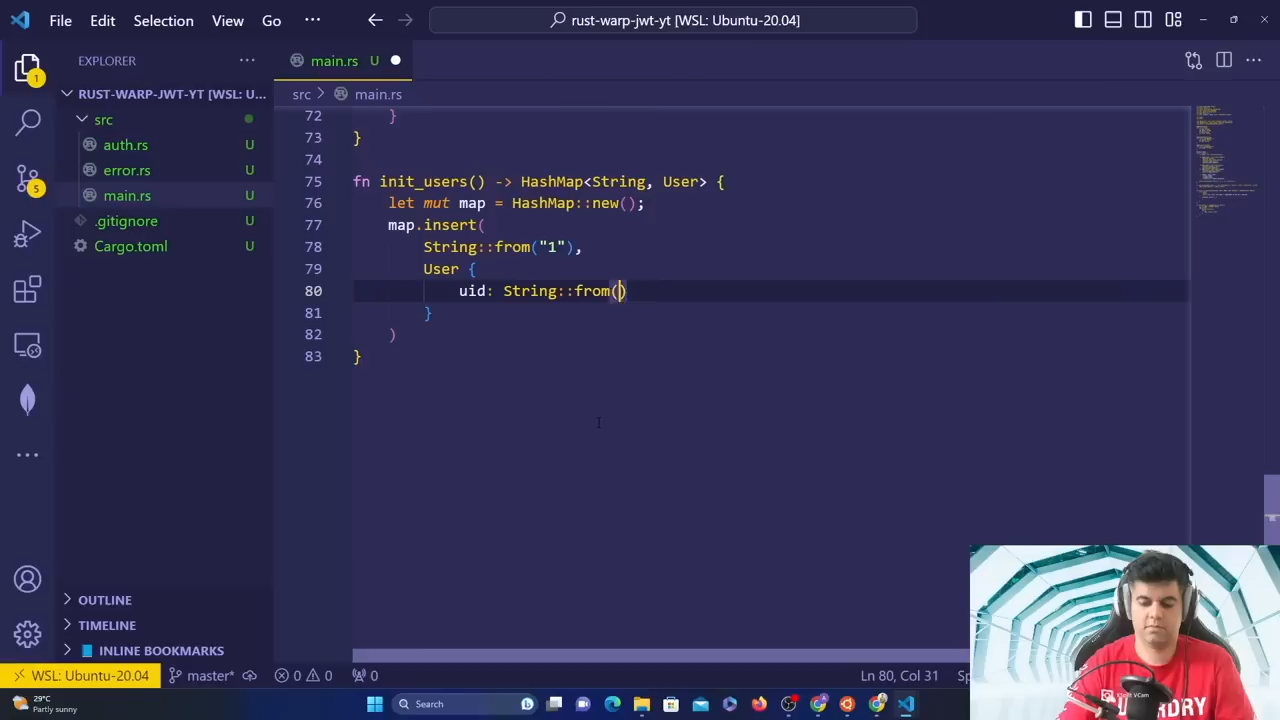 File Edit Selection View Go ··· rust-warp-jwt-yt [WSL: Ubuntu-20.04]
EXPLORER ··· main.rs U
RUST-WARP-JWT-YT [WSL: U...
src > main.rs
src
auth.rs U
error.rs U
main.rs U
.gitignore U
Cargo.toml U
1
5
72 }
73 }
74
75 fn init_users() -- HashMap<String, User> {
76 let mut map = HashMap::new();
77 map.insert(
78 String::from("1"),
79 User {
80 uid: String::from()
81 }
82 )
83 }
OUTLINE
TIMELINE
INLINE BOOKMARKS
WSL: Ubuntu-20.04 master* 0 0 0 Ln 80, Col 31
29°C
Partly sunny
Search
VCam